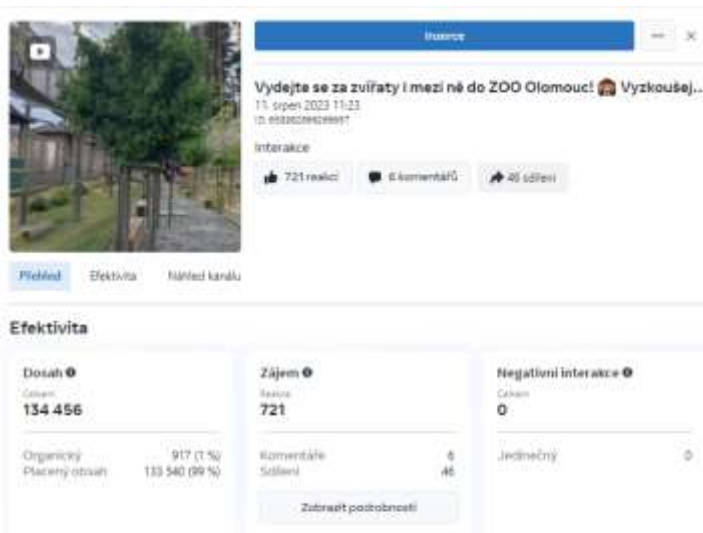 Inzerce
Vydejte se za zvířaty i mezi ně do ZOO Olomouc! Vyzkoušej...
11. srpen 2023 11:23
Interakce
721 reakcí
6 komentářů
46 sdílení
Přehled
Efektivita
Náhled kanálu
Efektivita
Dosah
Celkem
134 456
Organický 917 (1 %)
Placený obsah 133 540 (99 %)
Zájem
Reakce
721
Komentáře 6
Sdílení 46
Zobrazit podrobnosti
Negativní interakce
Celkem
0
Jedinečný 0